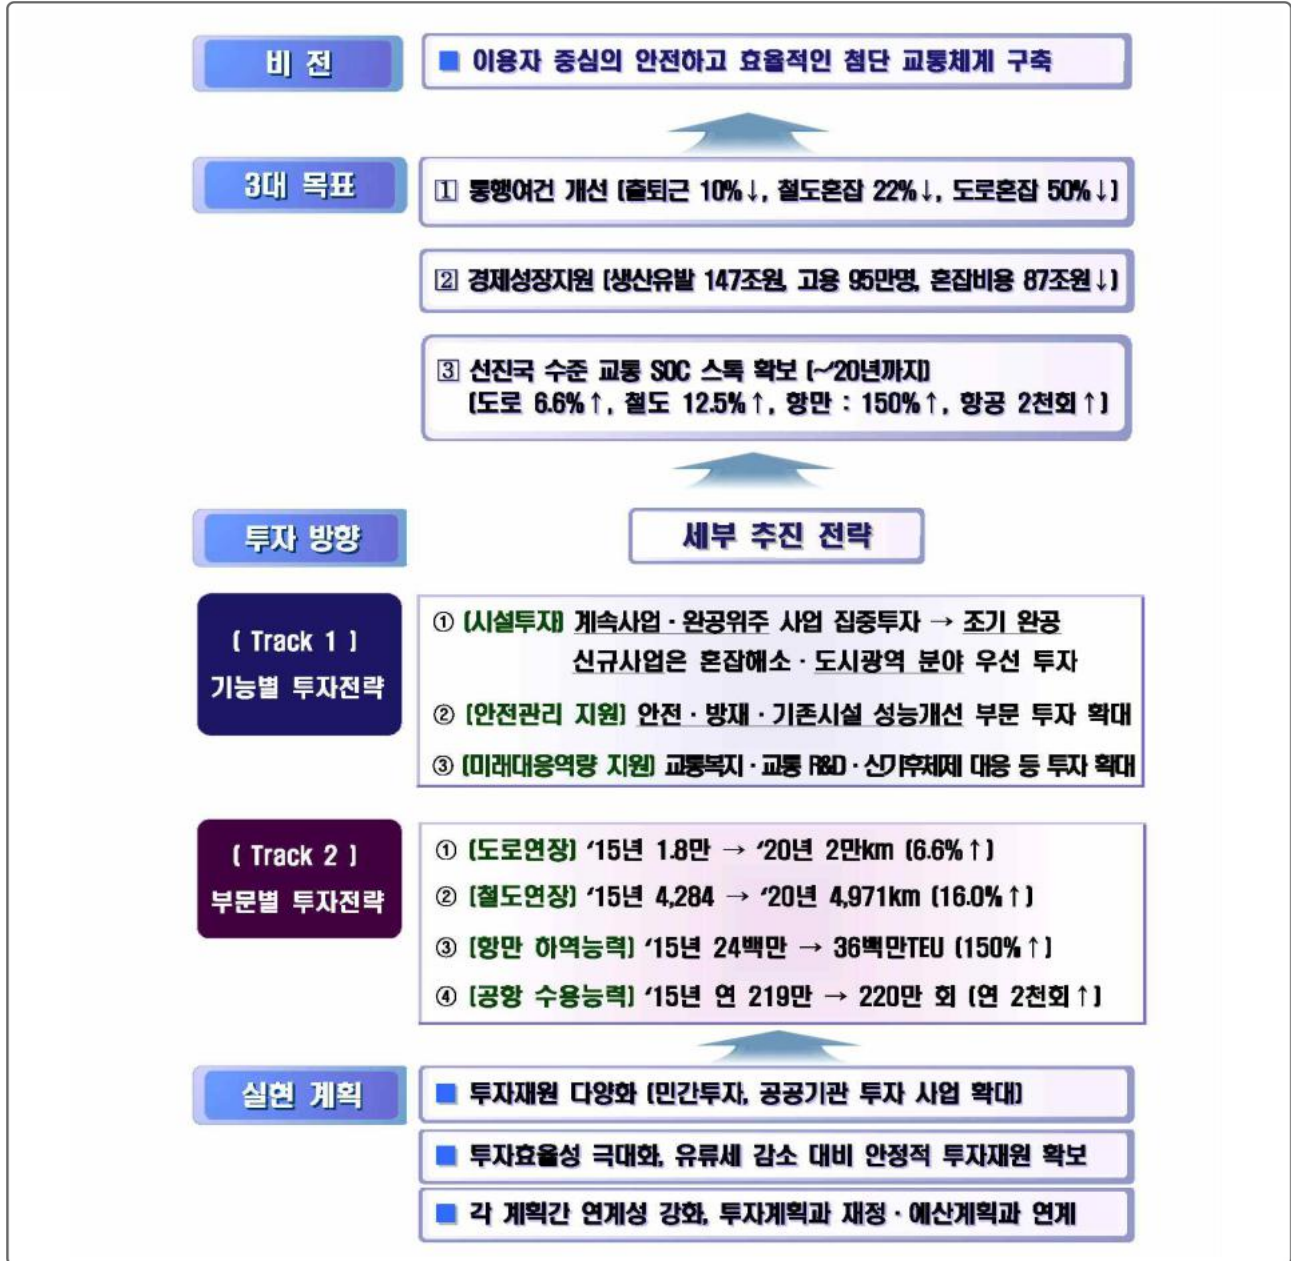 비 전
■ 이용자 중심의 안전하고 효율적인 첨단 교통체계 구축
3대 목표
① 통행여건 개선 (출퇴근 10%↓, 철도혼잡 22%↓, 도로혼잡 50%↓)
② 경제성장지원 (생산유발 147조원, 고용 95만명, 혼잡비용 87조원↓)
③ 선진국 수준 교통 SOC 스톡 확보 (~'20년까지)
(도로 6.6%↑, 철도 12.5%↑, 항만 : 150%↑, 항공 2천회↑)
투자 방향
세부 추진 전략
( Track 1 )
기능별 투자전략
① (시설투자) 계속사업·완공위주 사업 집중투자 → 조기 완공
신규사업은 혼잡해소·도시광역 분야 우선 투자
② (안전관리 지원) 안전·방재·기존시설 성능개선 부문 투자 확대
③ (미래대응역량 지원) 교통복지·교통 R&D·신기후체제 대응 등 투자 확대
( Track 2 )
부문별 투자전략
① (도로연장) '15년 1.8만 → '20년 2만km (6.6%↑)
② (철도연장) '15년 4,284 → '20년 4,971km (16.0%↑)
③ (항만 하역능력) '15년 24백만 → 36백만TEU (150%↑)
④ (공항 수용능력) '15년 연 219만 → 220만 회 (연 2천회↑)
실현 계획
■ 투자재원 다양화 (민간투자, 공공기관 투자 사업 확대)
■ 투자효율성 극대화, 유류세 감소 대비 안정적 투자재원 확보
■ 각 계획간 연계성 강화, 투자계획과 재정·예산계획과 연계